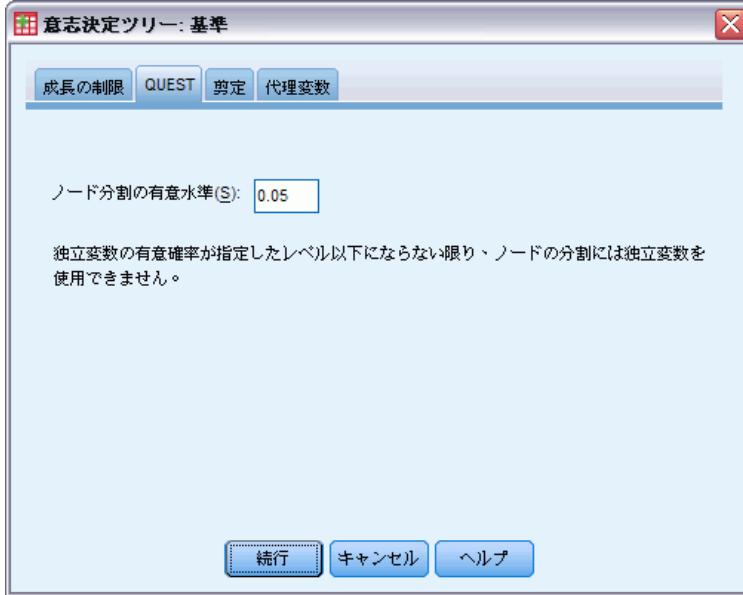 意志決定ツリー: 基準
成長の制限 QUEST 剪定 代理変数
ノード分割の有意水準(S): 0.05
独立変数の有意確率が指定したレベル以下にならない限り、ノードの分割には独立変数を
使用できません。
続行 キャンセル ヘルプ